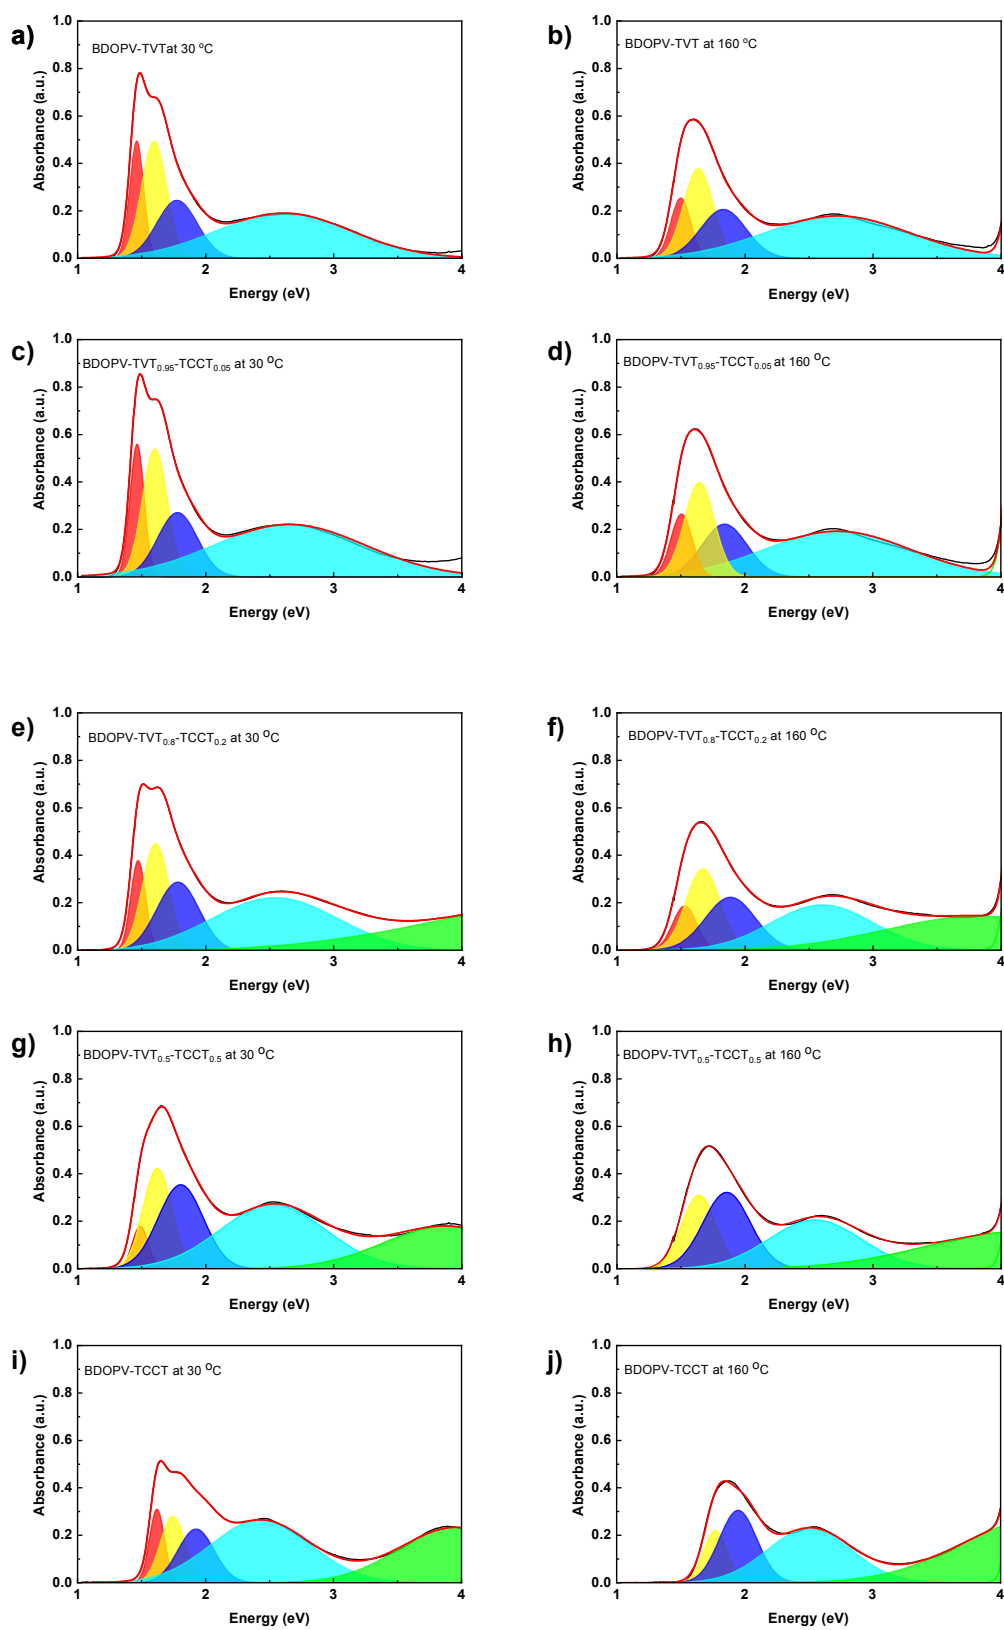 a)
BDOPV-TVTat 30 °C
1.0
0.8
0.6
0.4
0.2
0.0
Absorbance (a.u.)
1 2 3 4
Energy (eV)
b)
BDOPV-TVT at 160 °C
1.0
0.8
0.6
0.4
0.2
0.0
Absorbance (a.u.)
1 2 3 4
Energy (eV)
c)
BDOPV-TVT0.95-TCCT0.05 at 30 °C
1.0
0.8
0.6
0.4
0.2
0.0
Absorbance (a.u.)
1 2 3 4
Energy (eV)
d)
BDOPV-TVT0.95-TCCT0.05 at 160 °C
1.0
0.8
0.6
0.4
0.2
0.0
Absorbance (a.u.)
1 2 3 4
Energy (eV)
e)
BDOPV-TVT0.8-TCCT0.2 at 30 °C
1.0
0.8
0.6
0.4
0.2
0.0
Absorbance (a.u.)
1 2 3 4
Energy (eV)
f)
BDOPV-TVT0.8-TCCT0.2 at 160 °C
1.0
0.8
0.6
0.4
0.2
0.0
Absorbance (a.u.)
1 2 3 4
Energy (eV)
g)
BDOPV-TVT0.5-TCCT0.5 at 30 °C
1.0
0.8
0.6
0.4
0.2
0.0
Absorbance (a.u.)
1 2 3 4
Energy (eV)
h)
BDOPV-TVT0.5-TCCT0.5 at 160 °C
1.0
0.8
0.6
0.4
0.2
0.0
Absorbance (a.u.)
1 2 3 4
Energy (eV)
i)
BDOPV-TCCT at 30 °C
1.0
0.8
0.6
0.4
0.2
0.0
Absorbance (a.u.)
1 2 3 4
Energy (eV)
j)
BDOPV-TCCT at 160 °C
1.0
0.8
0.6
0.4
0.2
0.0
Absorbance (a.u.)
1 2 3 4
Energy (eV)